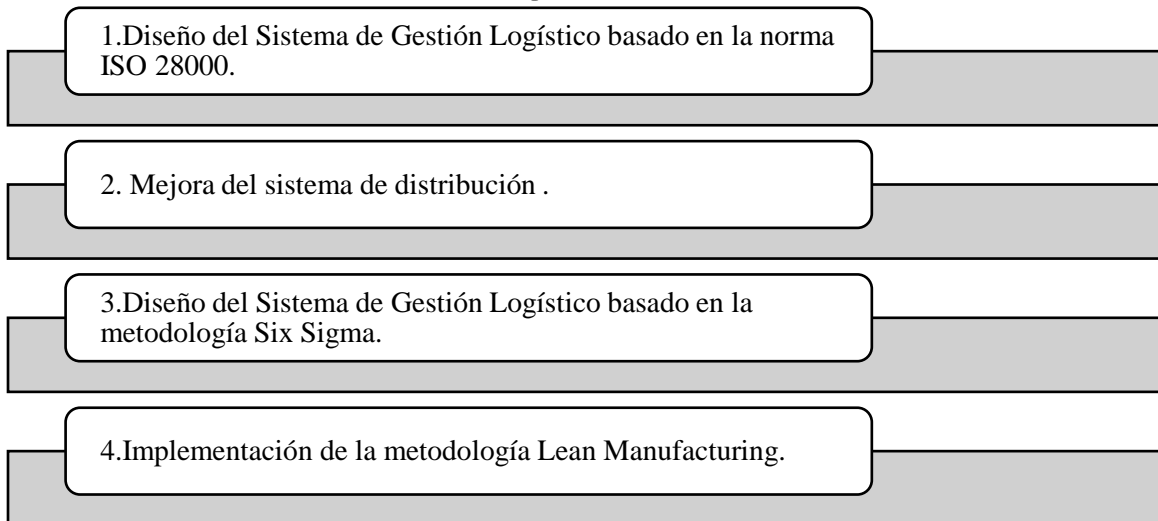 1.Diseño del Sistema de Gestión Logístico basado en la norma
ISO 28000.
2. Mejora del sistema de distribución .
3.Diseño del Sistema de Gestión Logístico basado en la
metodología Six Sigma.
4.Implementación de la metodología Lean Manufacturing.